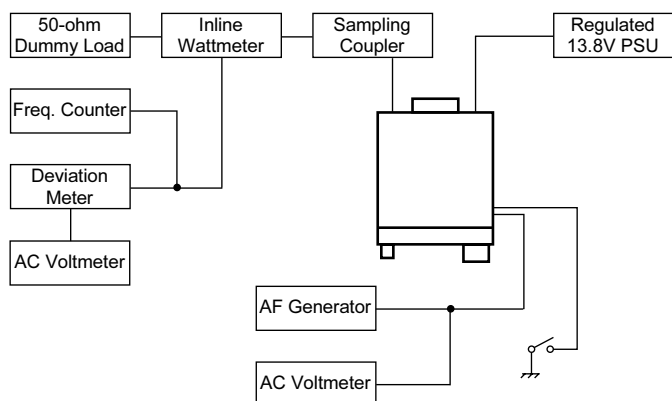 50-ohm
Dummy Load
Inline
Wattmeter
Sampling
Coupler
Regulated
13.8V PSU
Freq. Counter
Deviation
Meter
AC Voltmeter
AF Generator
AC Voltmeter